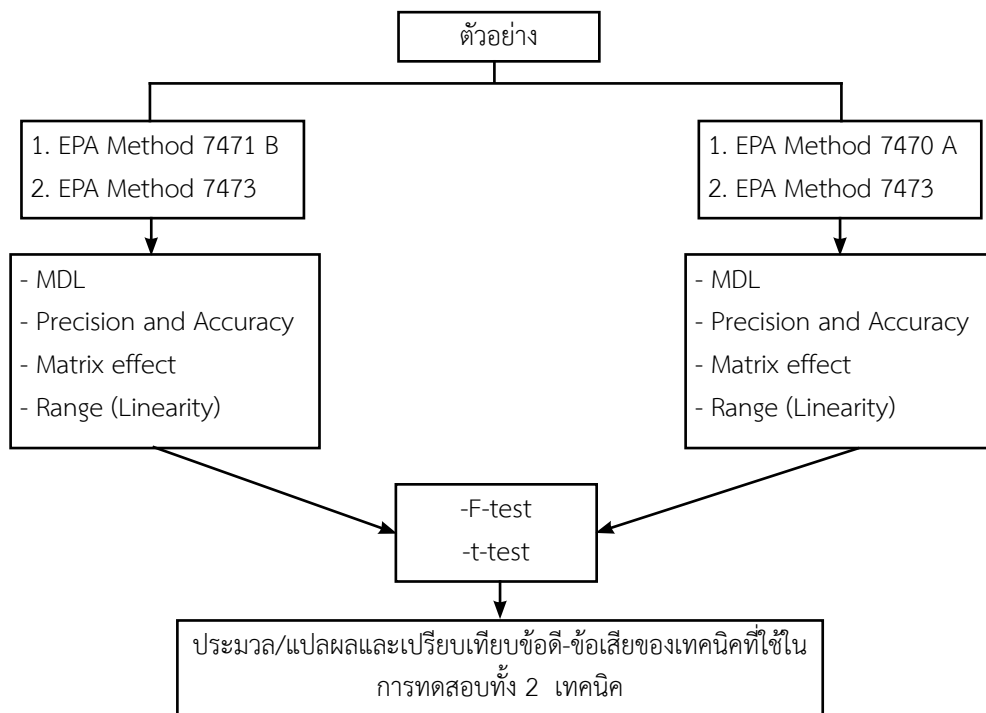 ตัวอย่าง
1. EPA Method 7471 B
2. EPA Method 7473
1. EPA Method 7470 A
2. EPA Method 7473
- MDL
- Precision and Accuracy
- Matrix effect
- Range (Linearity)
- MDL
- Precision and Accuracy
- Matrix effect
- Range (Linearity)
-F-test
-t-test
ประมวล/แปลผลและเปรียบเทียบข้อดี-ข้อเสียของเทคนิคที่ใช้ใน
การทดสอบทั้ง 2 เทคนิค